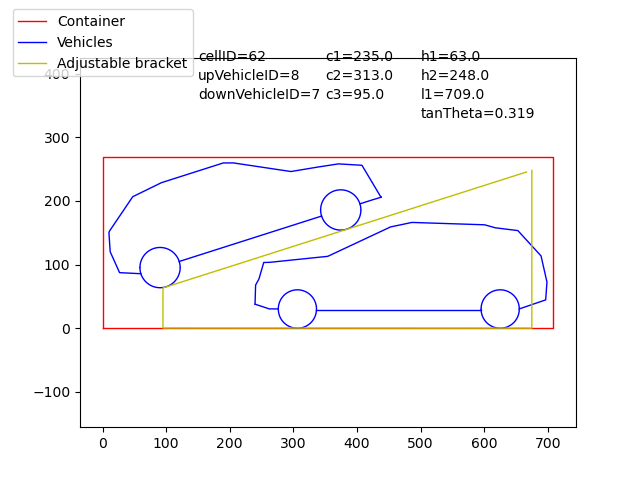 Container
Vehicles
Adjustable bracket
cellID=62 c1=235.0 h1=63.0
upVehicleID=8 c2=313.0 h2=248.0
downVehicleID=7 c3=95.0 l1=709.0
tanTheta=0.319
400
300
200
100
0
−100
0 100 200 300 400 500 600 700